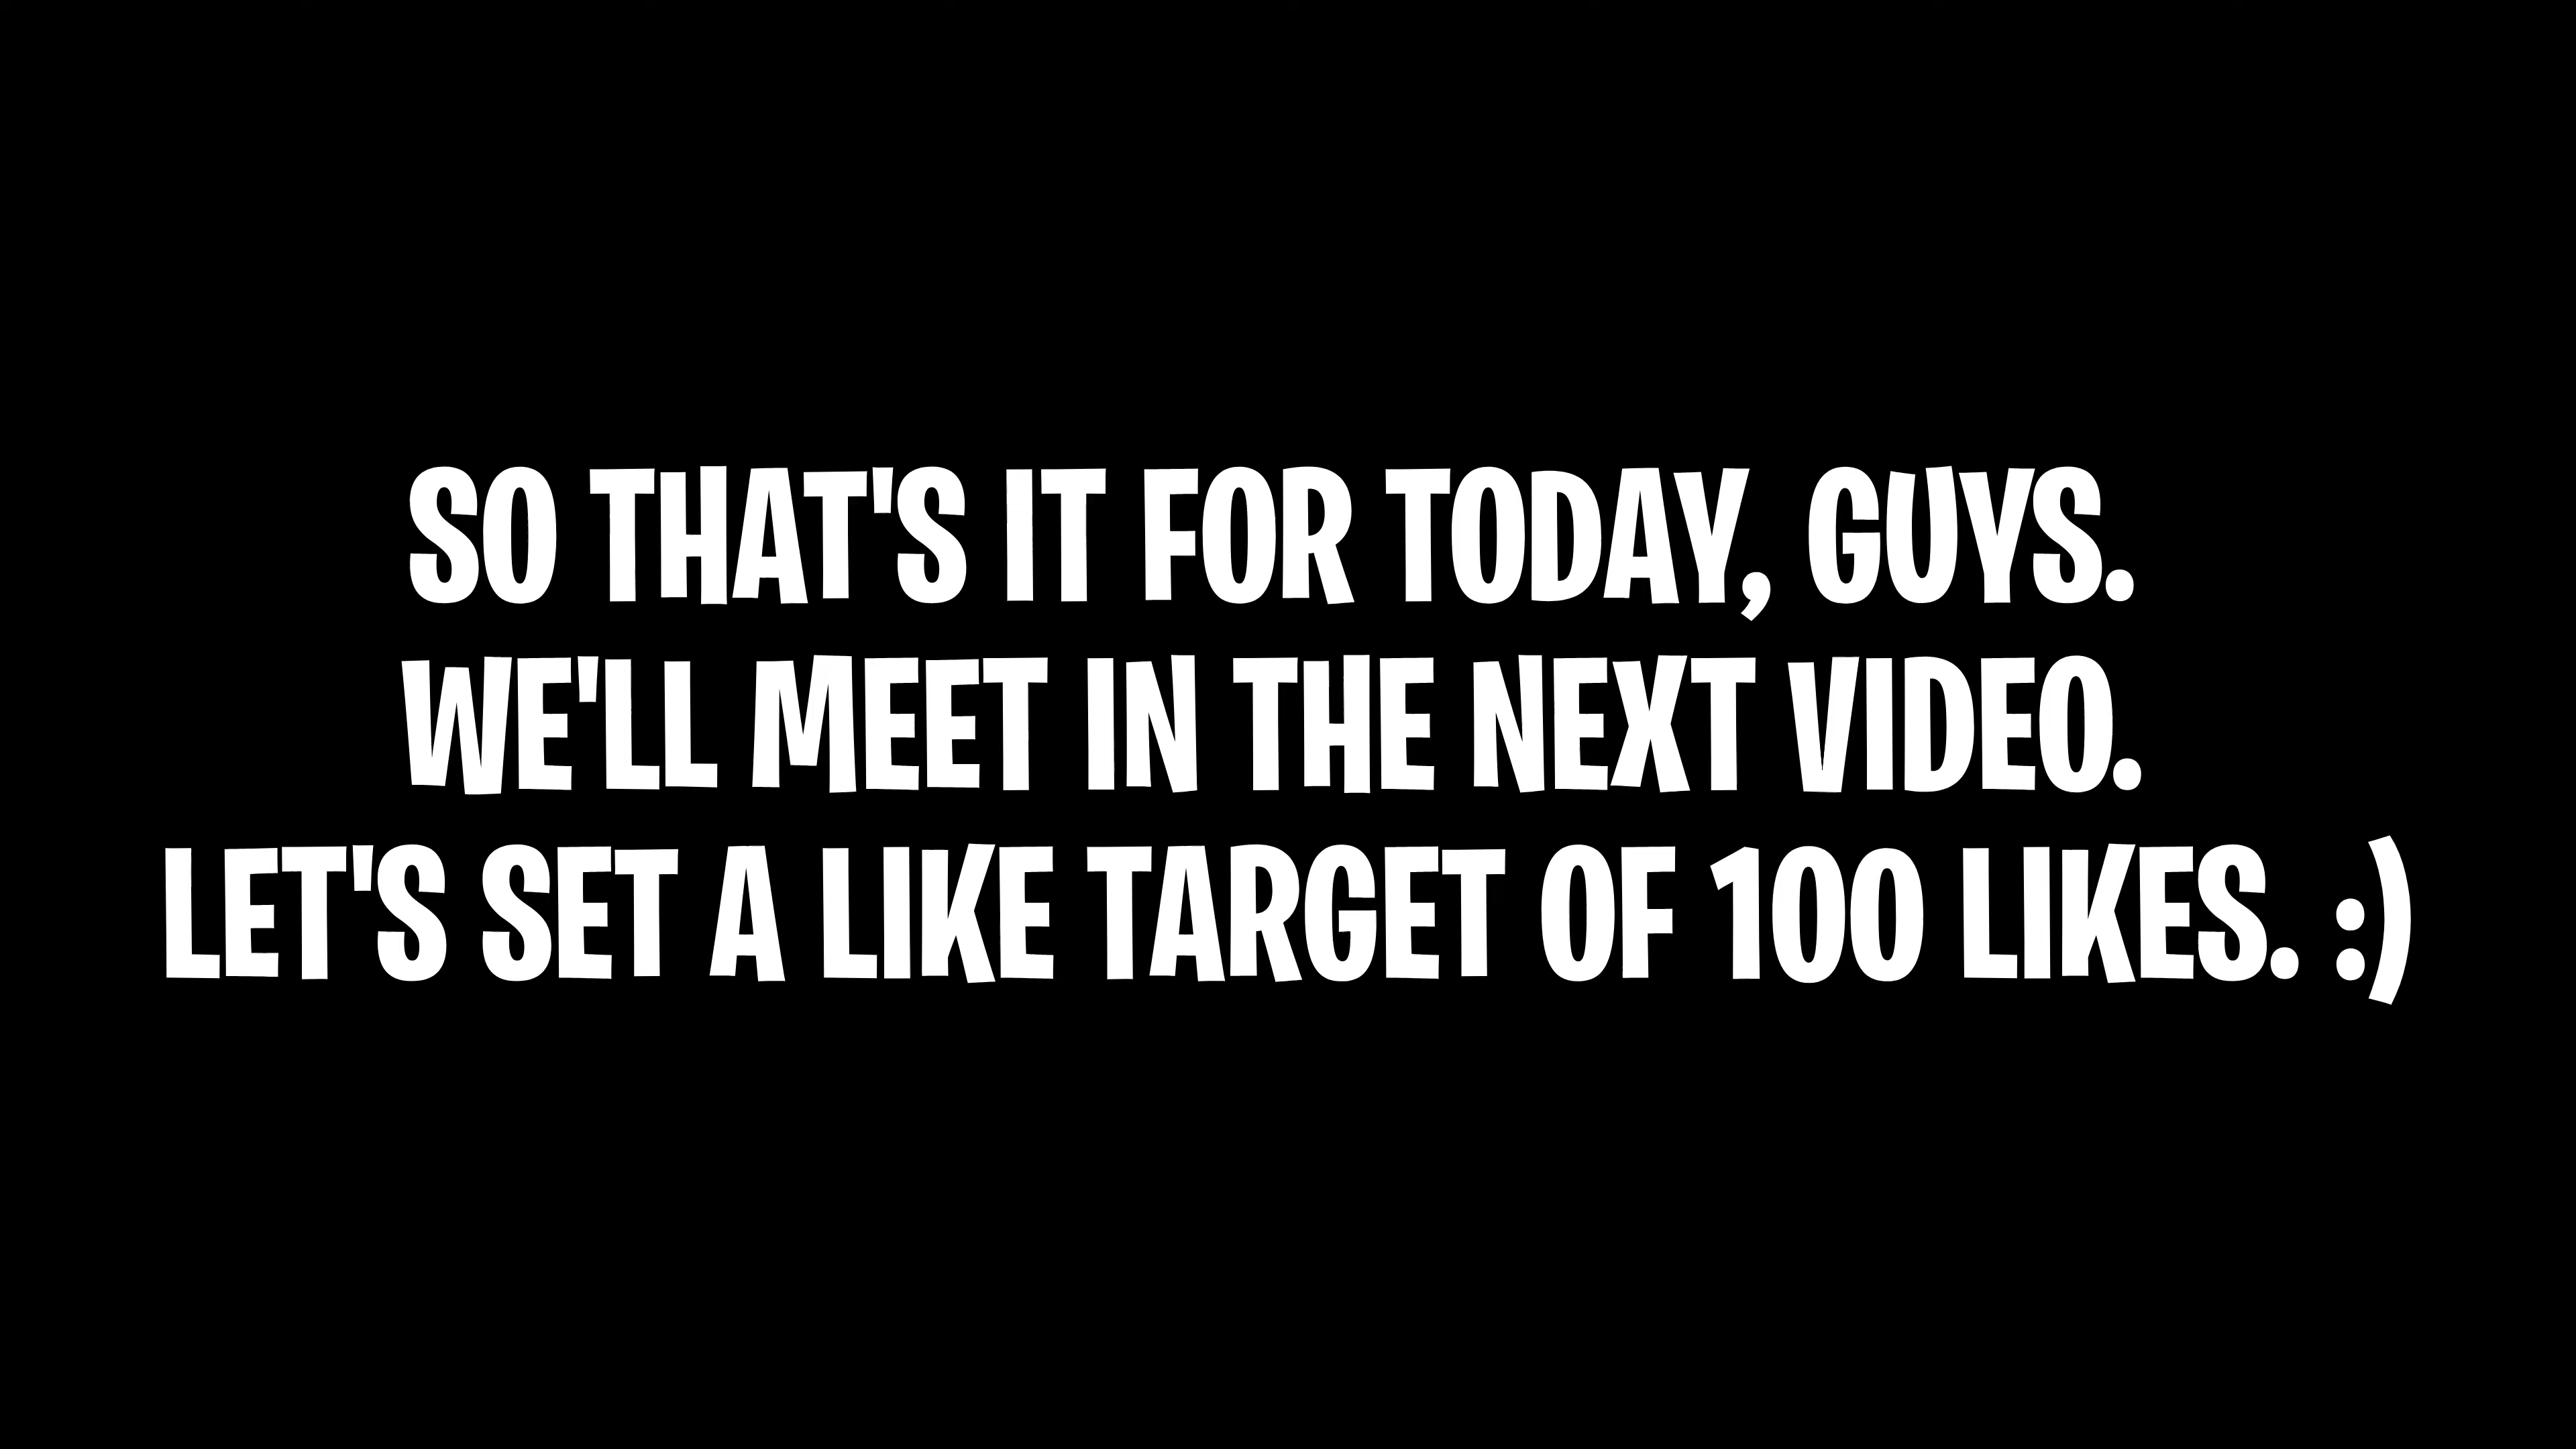 SO THAT'S IT FOR TODAY, GUYS.
WE'LL MEET IN THE NEXT VIDEO.
LET'S SET A LIKE TARGET OF 100 LIKES. :)